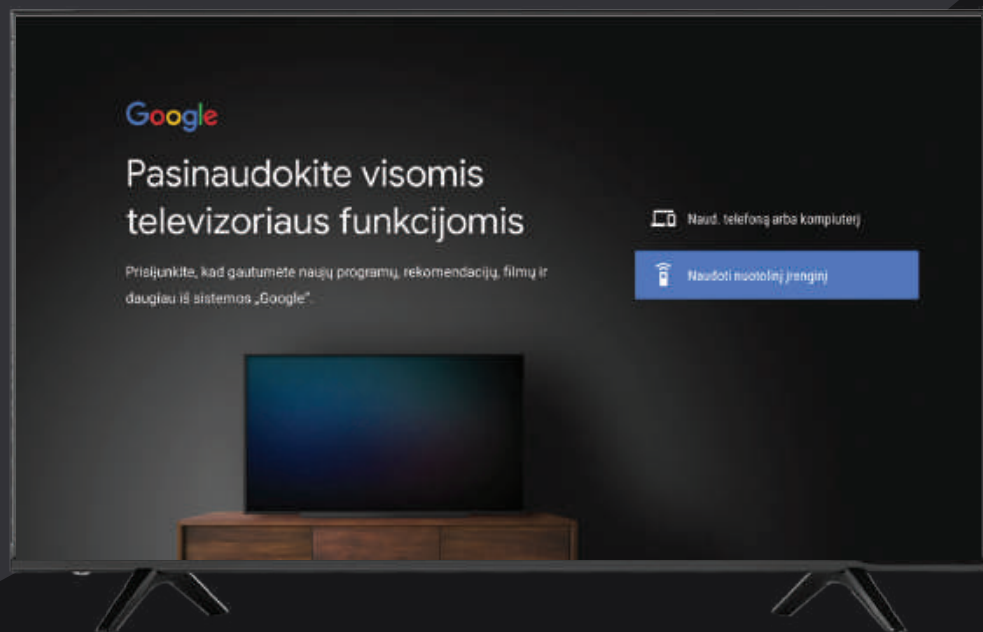 Google
Pasinaudokite visomis
televizoriaus funkcijomis
Prisijunkite, kad gautumėte naujų programų, rekomendacijų, filmų ir
daugiau iš sistemos „Google“.
Naud. telefoną arba kompiuterį
Naudoti nuotolinį įrenginį